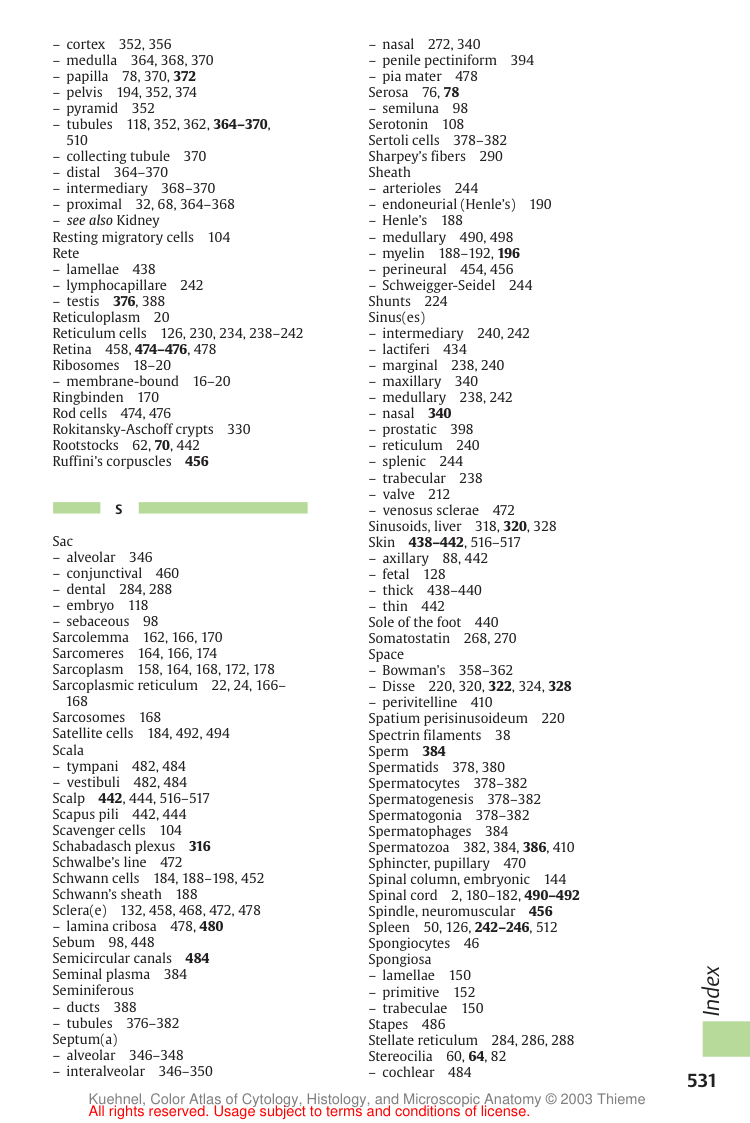 – cortex 352, 356
– medulla 364, 368, 370
– papilla 78, 370, 372
– pelvis 194, 352, 374
– pyramid 352
– tubules 118, 352, 362, 364–370,
510
– collecting tubule 370
– distal 364–370
– intermediary 368–370
– proximal 32, 68, 364–368
– see also Kidney
Resting migratory cells 104
Rete
– lamellae 438
– lymphocapillare 242
– testis 376, 388
Reticuloplasm 20
Reticulum cells 126, 230, 234, 238–242
Retina 458, 474–476, 478
Ribosomes 18–20
– membrane-bound 16–20
Ringbinden 170
Rod cells 474, 476
Rokitansky-Aschoff crypts 330
Rootstocks 62, 70, 442
Ruffini's corpuscles 456
S
Sac
– alveolar 346
– conjunctival 460
– dental 284, 288
– embryo 118
– sebaceous 98
Sarcolemma 162, 166, 170
Sarcomeres 164, 166, 174
Sarcoplasm 158, 164, 168, 172, 178
Sarcoplasmic reticulum 22, 24, 166–
168
Sarcosomes 168
Satellite cells 184, 492, 494
Scala
– tympani 482, 484
– vestibuli 482, 484
Scalp 442, 444, 516–517
Scapus pili 442, 444
Scavenger cells 104
Schabadasch plexus 316
Schwalbe's line 472
Schwann cells 184, 188–198, 452
Schwann's sheath 188
Sclera(e) 132, 458, 468, 472, 478
– lamina cribosa 478, 480
Sebum 98, 448
Semicircular canals 484
Seminal plasma 384
Seminiferous
– ducts 388
– tubules 376–382
Septum(a)
– alveolar 346–348
– interalveolar 346–350
– nasal 272, 340
– penile pectiniform 394
– pia mater 478
Serosa 76, 78
– semiluna 98
Serotonin 108
Sertoli cells 378–382
Sharpey's fibers 290
Sheath
– arterioles 244
– endoneurial (Henle's) 190
– Henle's 188
– medullary 490, 498
– myelin 188–192, 196
– perineural 454, 456
– Schweigger-Seidel 244
Shunts 224
Sinus(es)
– intermediary 240, 242
– lactiferi 434
– marginal 238, 240
– maxillary 340
– medullary 238, 242
– nasal 340
– prostatic 398
– reticulum 240
– splenic 244
– trabecular 238
– valve 212
– venosus sclerae 472
Sinusoids, liver 318, 320, 328
Skin 438–442, 516–517
– axillary 88, 442
– fetal 128
– thick 438–440
– thin 442
Sole of the foot 440
Somatostatin 268, 270
Space
– Bowman's 358–362
– Disse 220, 320, 322, 324, 328
– perivitelline 410
Spatium perisinusoideum 220
Spectrin filaments 38
Sperm 384
Spermatids 378, 380
Spermatocytes 378–382
Spermatogenesis 378–382
Spermatogonia 378–382
Spermatophages 384
Spermatozoa 382, 384, 386, 410
Sphincter, pupillary 470
Spinal column, embryonic 144
Spinal cord 2, 180–182, 490–492
Spindle, neuromuscular 456
Spleen 50, 126, 242–246, 512
Spongiocytes 46
Spongiosa
– lamellae 150
– primitive 152
– trabeculae 150
Stapes 486
Stellate reticulum 284, 286, 288
Stereocilia 60, 64, 82
– cochlear 484
Index
531
Kuehnel, Color Atlas of Cytology, Histology, and Microscopic Anatomy © 2003 Thieme
All rights reserved. Usage subject to terms and conditions of license.